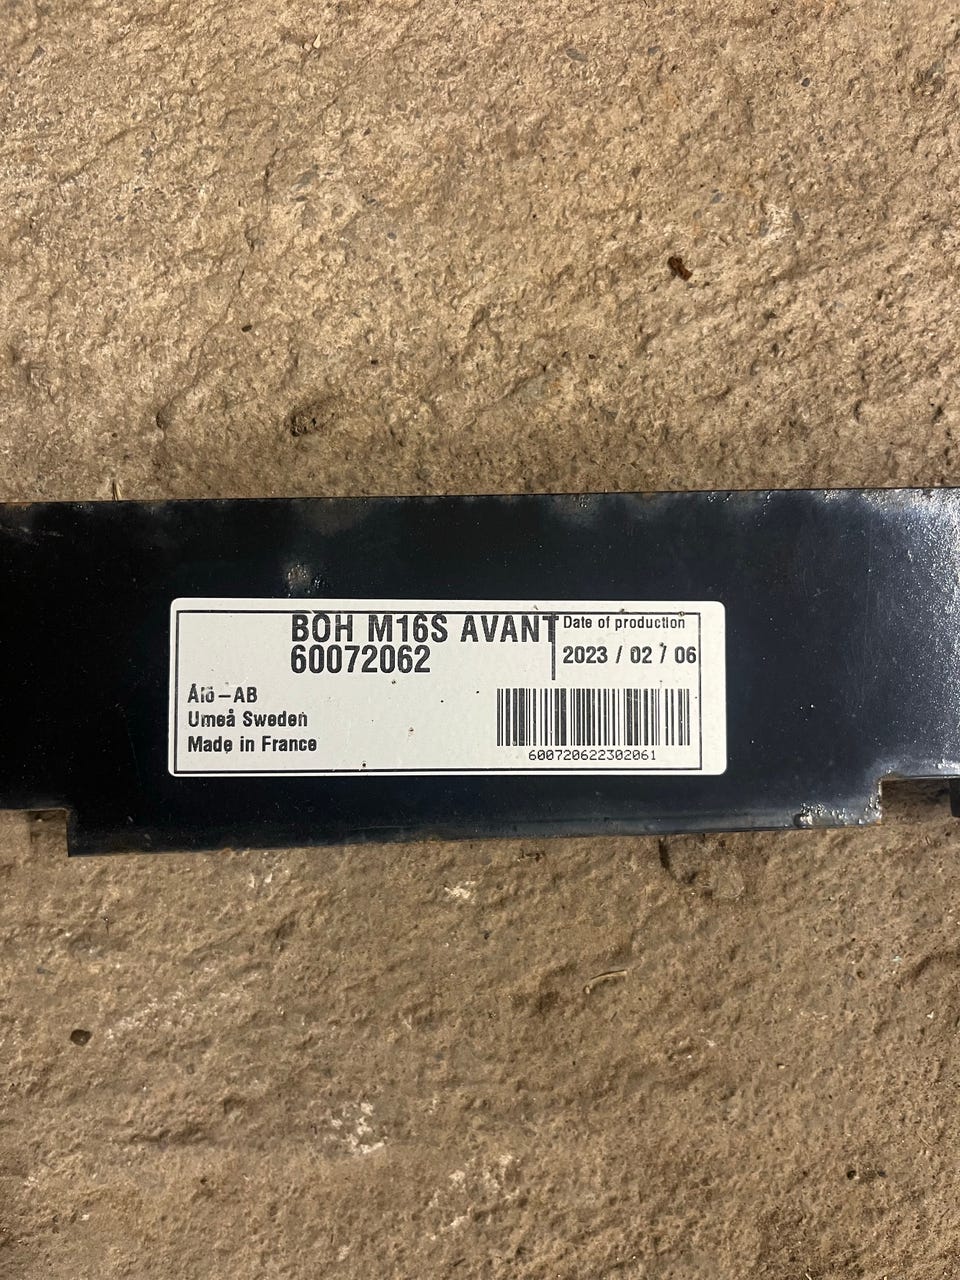 BOH M16S AVANT
60072062
Date of production
2023 / 02 / 06
Ålö-AB
Umeå Sweden
Made in France
600720622302061